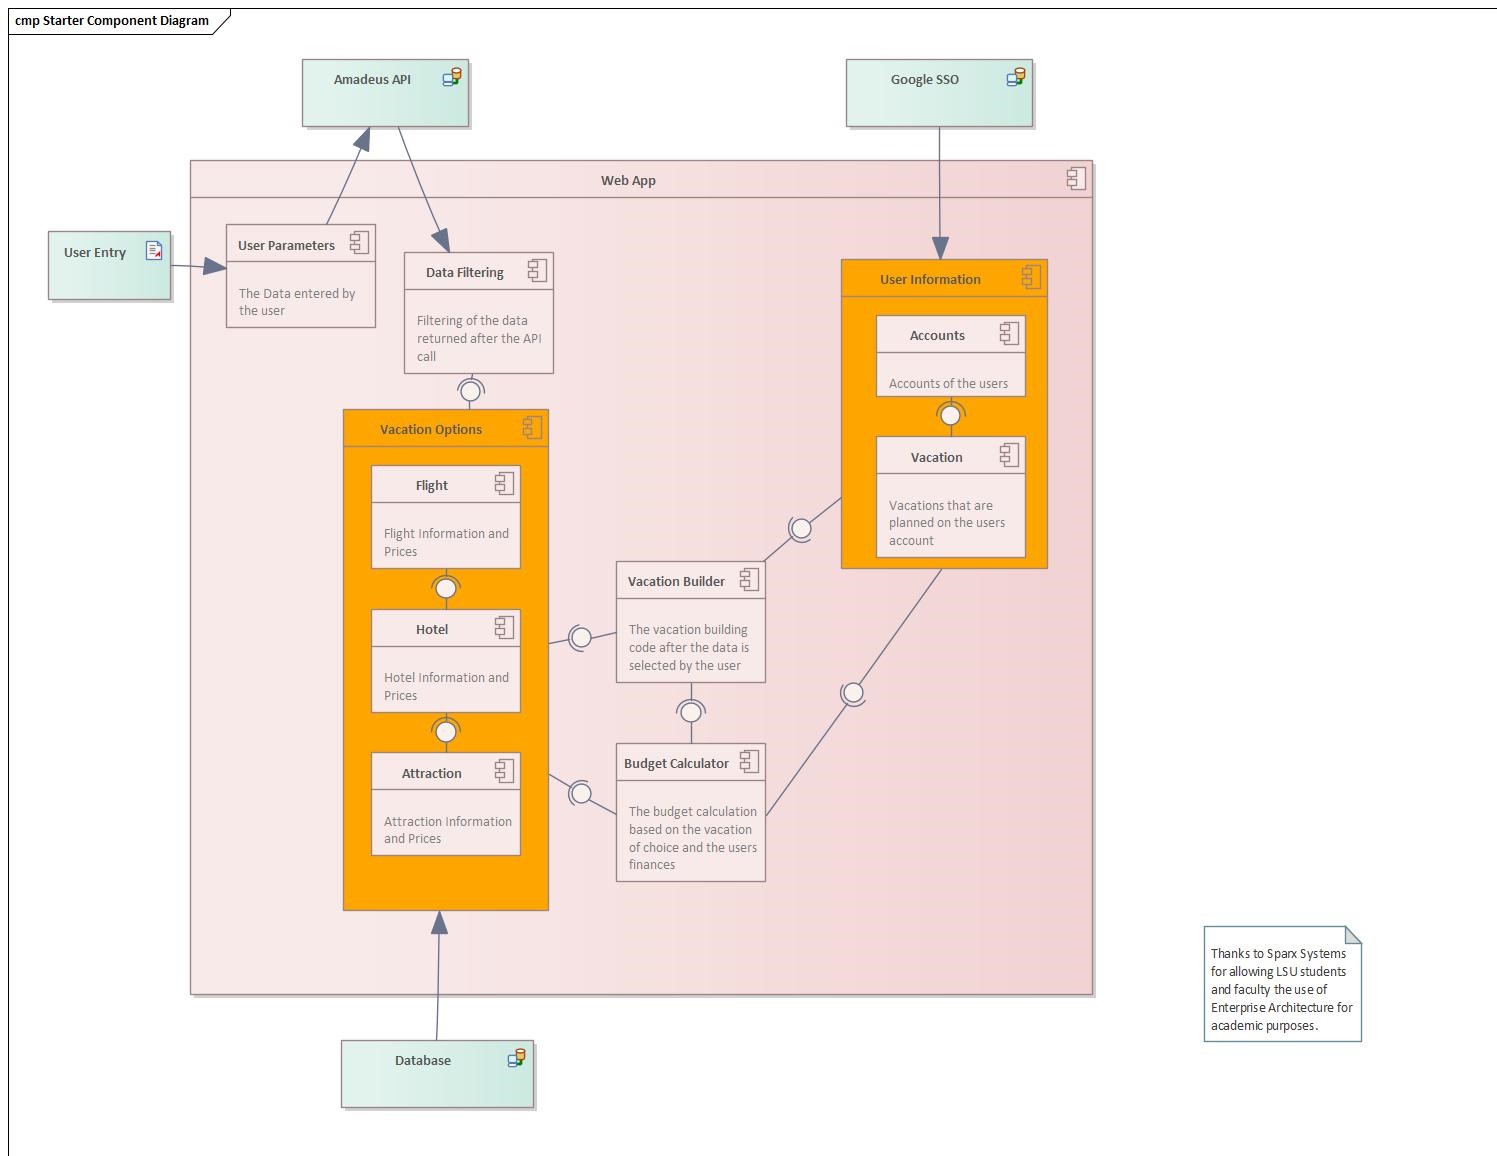 cmp Starter Component Diagram
Amadeus API
Google SSO
Web App
User Entry
User Parameters
The Data entered by
the user
Data Filtering
Filtering of the data
returned after the API
call
User Information
Accounts
Accounts of the users
Vacation
Vacations that are
planned on the users
account
Vacation Options
Flight
Flight Information and
Prices
Hotel
Hotel Information and
Prices
Attraction
Attraction Information
and Prices
Vacation Builder
The vacation building
code after the data is
selected by the user
Budget Calculator
The budget calculation
based on the vacation
of choice and the users
finances
Database
Thanks to Sparx Systems
for allowing LSU students
and faculty the use of
Enterprise Architecture for
academic purposes.